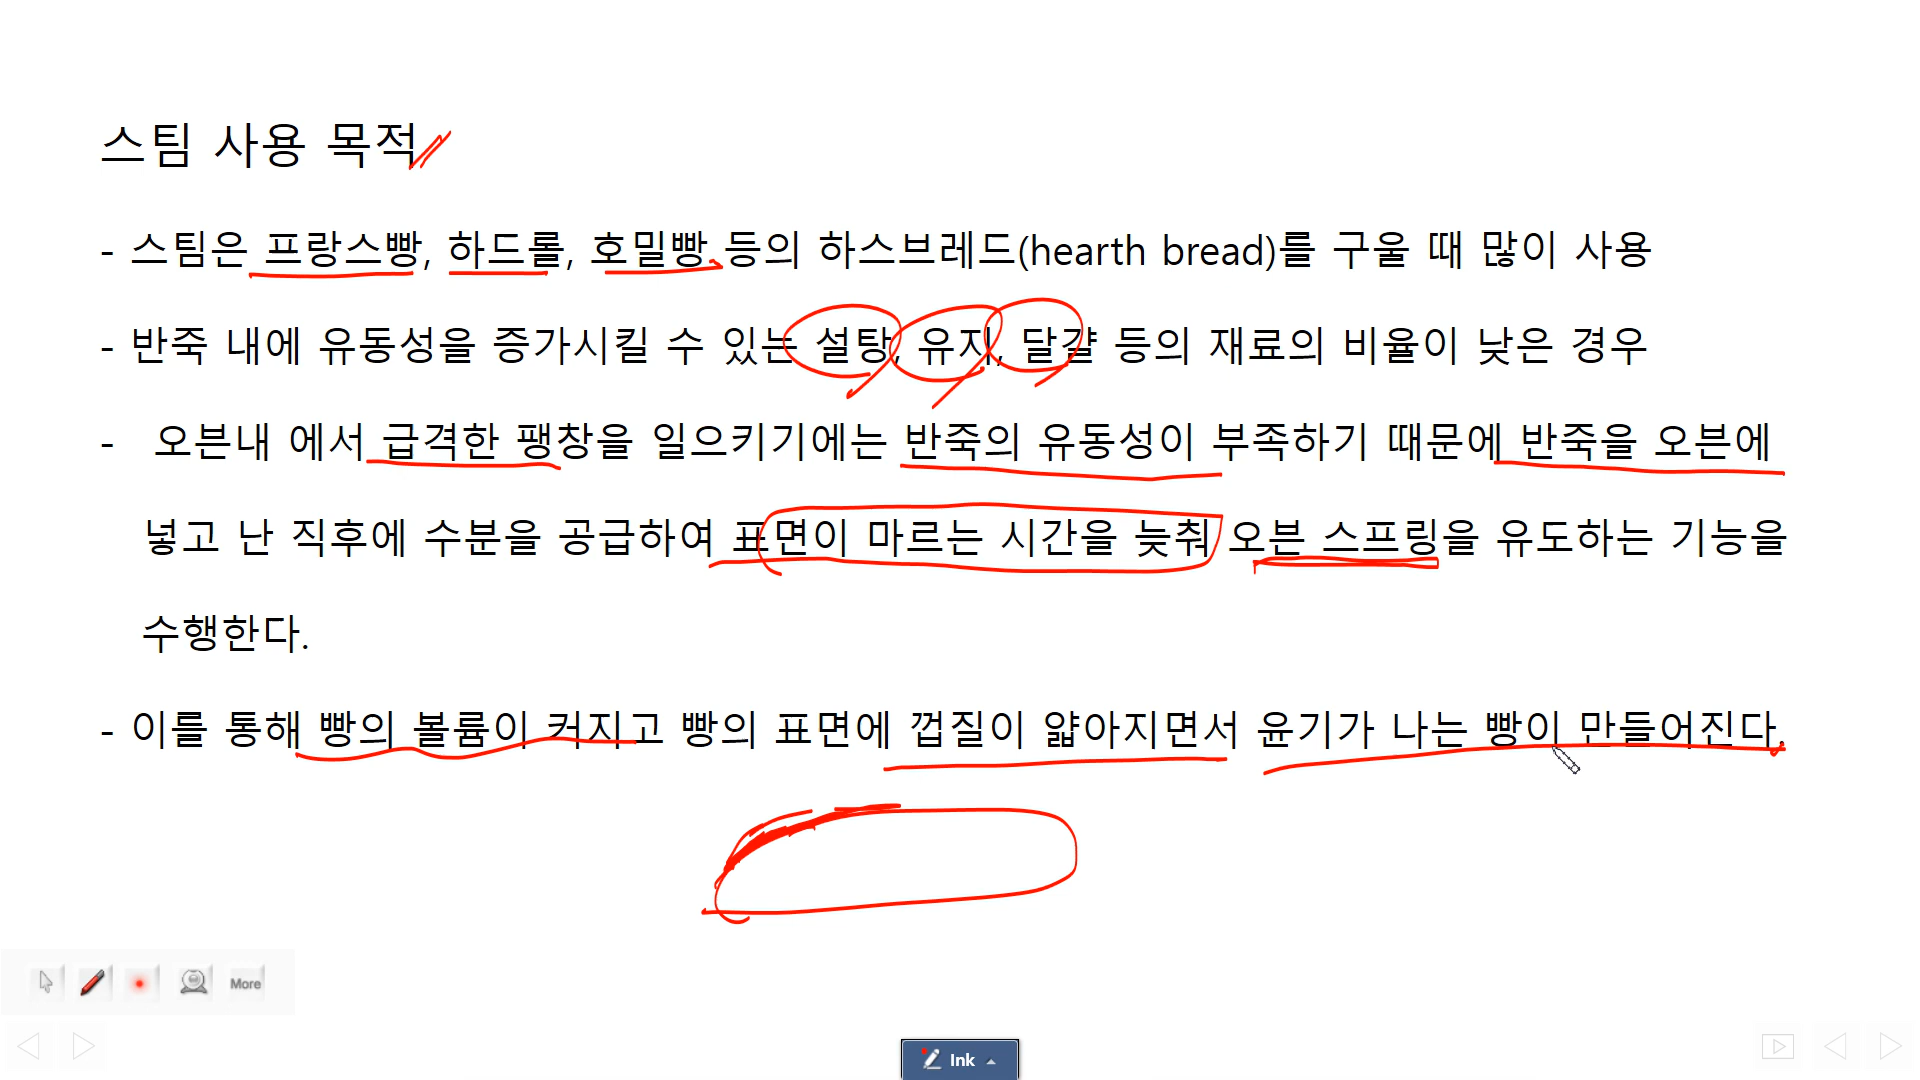 스팀 사용 목적
- 스팀은 프랑스빵, 하드롤, 호밀빵 등의 하스브레드(hearth bread)를 구울 때 많이 사용
- 반죽 내에 유동성을 증가시킬 수 있는 설탕, 유지, 달걀 등의 재료의 비율이 낮은 경우
- 오븐내 에서 급격한 팽창을 일으키기에는 반죽의 유동성이 부족하기 때문에 반죽을 오븐에
넣고 난 직후에 수분을 공급하여 표면이 마르는 시간을 늦춰 오븐 스프링을 유도하는 기능을
수행한다.
- 이를 통해 빵의 볼륨이 커지고 빵의 표면에 껍질이 얇아지면서 윤기가 나는 빵이 만들어진다.
More
Ink